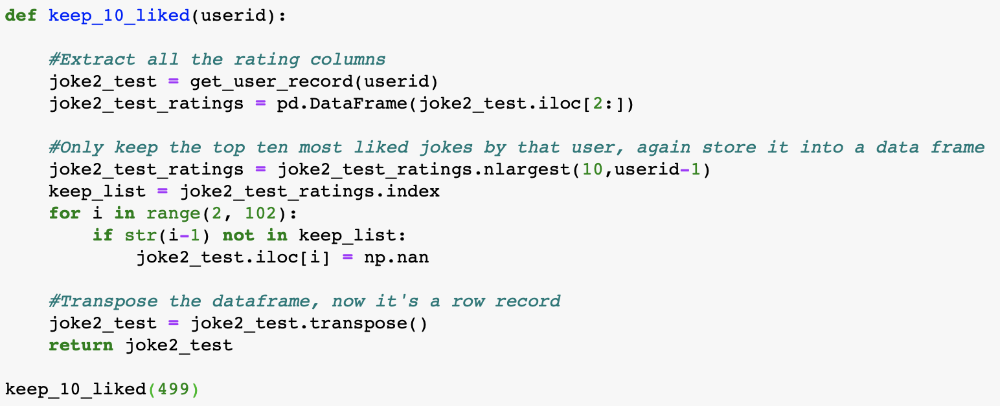 def keep_10_liked(userid):
    #Extract all the rating columns
    joke2_test = get_user_record(userid)
    joke2_test_ratings = pd.DataFrame(joke2_test.iloc[2:])
    #Only keep the top ten most liked jokes by that user, again store it into a data frame
    joke2_test_ratings = joke2_test_ratings.nlargest(10,userid-1)
    keep_list = joke2_test_ratings.index
    for i in range(2, 102):
        if str(i-1) not in keep_list:
            joke2_test.iloc[i] = np.nan
    #Transpose the dataframe, now it's a row record
    joke2_test = joke2_test.transpose()
    return joke2_test
keep_10_liked(499)